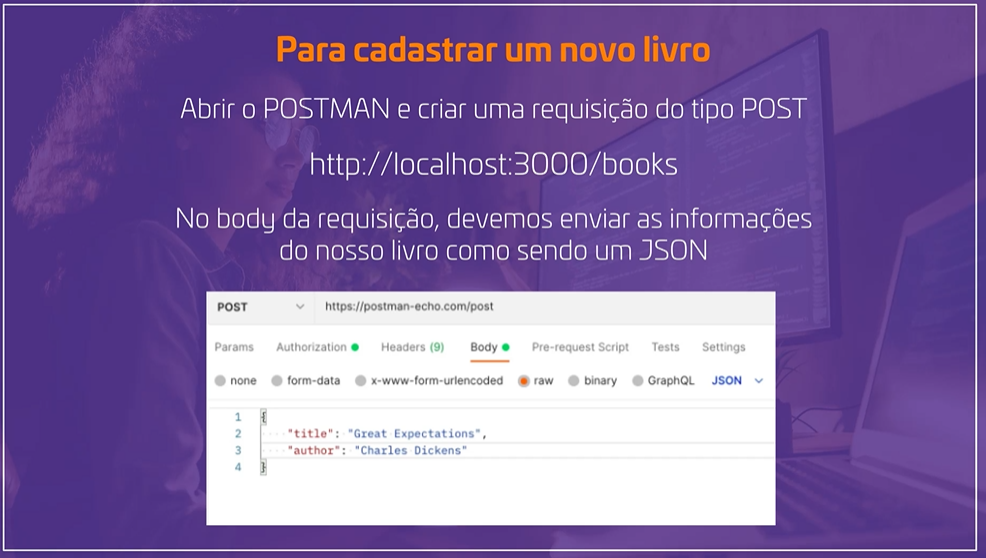 Para cadastrar um novo livro
Abrir o POSTMAN e criar uma requisição do tipo POST
http://localhost:3000/books
No body da requisição, devemos enviar as informações
do nosso livro como sendo um JSON
POST https://postman-echo.com/post
Params Authorization Headers (9) Body Pre-request Script Tests Settings
none form-data x-www-form-urlencoded raw binary GraphQL JSON
1 {
2 "title": "Great Expectations",
3 "author": "Charles Dickens"
4 }